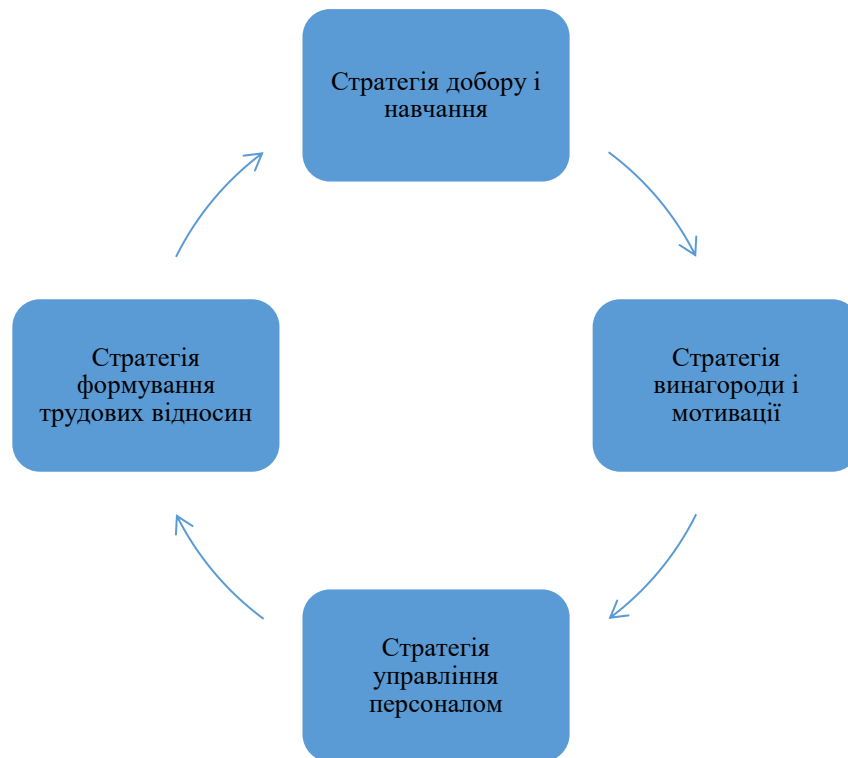 Стратегія добору і
навчання
Стратегія
винагороди і
мотивації
Стратегія
управління
персоналом
Стратегія
формування
трудових відносин